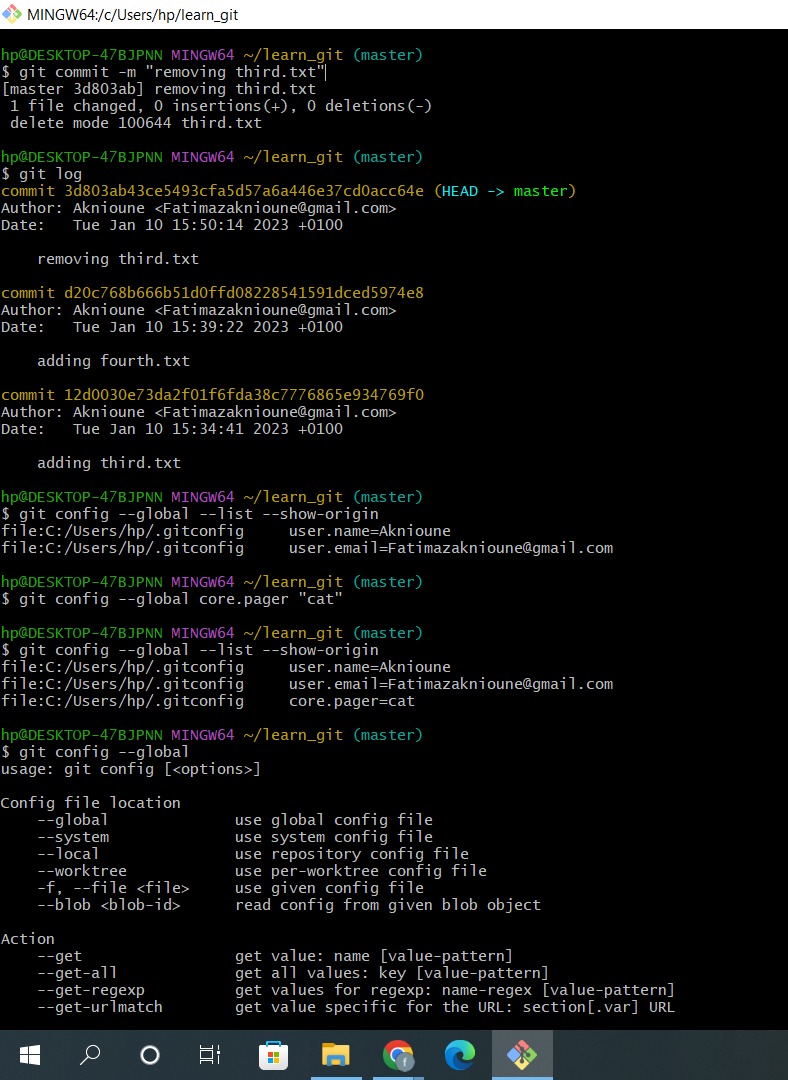 MINGW64:/c/Users/hp/learn_git
hp@DESKTOP-47BJPNN MINGW64 ~/learn_git (master)
$ git commit -m "removing third.txt"
[master 3d803ab] removing third.txt
 1 file changed, 0 insertions(+), 0 deletions(-)
 delete mode 100644 third.txt
hp@DESKTOP-47BJPNN MINGW64 ~/learn_git (master)
$ git log
commit 3d803ab43ce5493cfa5d57a6a446e37cd0acc64e (HEAD -> master)
Author: Aknioune <Fatimazaknioune@gmail.com>
Date:   Tue Jan 10 15:50:14 2023 +0100
    removing third.txt
commit d20c768b666b51d0ffd08228541591dced5974e8
Author: Aknioune <Fatimazaknioune@gmail.com>
Date:   Tue Jan 10 15:39:22 2023 +0100
    adding fourth.txt
commit 12d0030e73da2f01f6fda38c7776865e934769f0
Author: Aknioune <Fatimazaknioune@gmail.com>
Date:   Tue Jan 10 15:34:41 2023 +0100
    adding third.txt
hp@DESKTOP-47BJPNN MINGW64 ~/learn_git (master)
$ git config --global --list --show-origin
file:C:/Users/hp/.gitconfig     user.name=Aknioune
file:C:/Users/hp/.gitconfig     user.email=Fatimazaknioune@gmail.com
hp@DESKTOP-47BJPNN MINGW64 ~/learn_git (master)
$ git config --global core.pager "cat"
hp@DESKTOP-47BJPNN MINGW64 ~/learn_git (master)
$ git config --global --list --show-origin
file:C:/Users/hp/.gitconfig     user.name=Aknioune
file:C:/Users/hp/.gitconfig     user.email=Fatimazaknioune@gmail.com
file:C:/Users/hp/.gitconfig     core.pager=cat
hp@DESKTOP-47BJPNN MINGW64 ~/learn_git (master)
$ git config --global
usage: git config [<options>]
Config file location
    --global              use global config file
    --system              use system config file
    --local               use repository config file
    --worktree            use per-worktree config file
    -f, --file <file>     use given config file
    --blob <blob-id>      read config from given blob object
Action
    --get                 get value: name [value-pattern]
    --get-all             get all values: key [value-pattern]
    --get-regexp          get values for regexp: name-regex [value-pattern]
    --get-urlmatch        get value specific for the URL: section[.var] URL